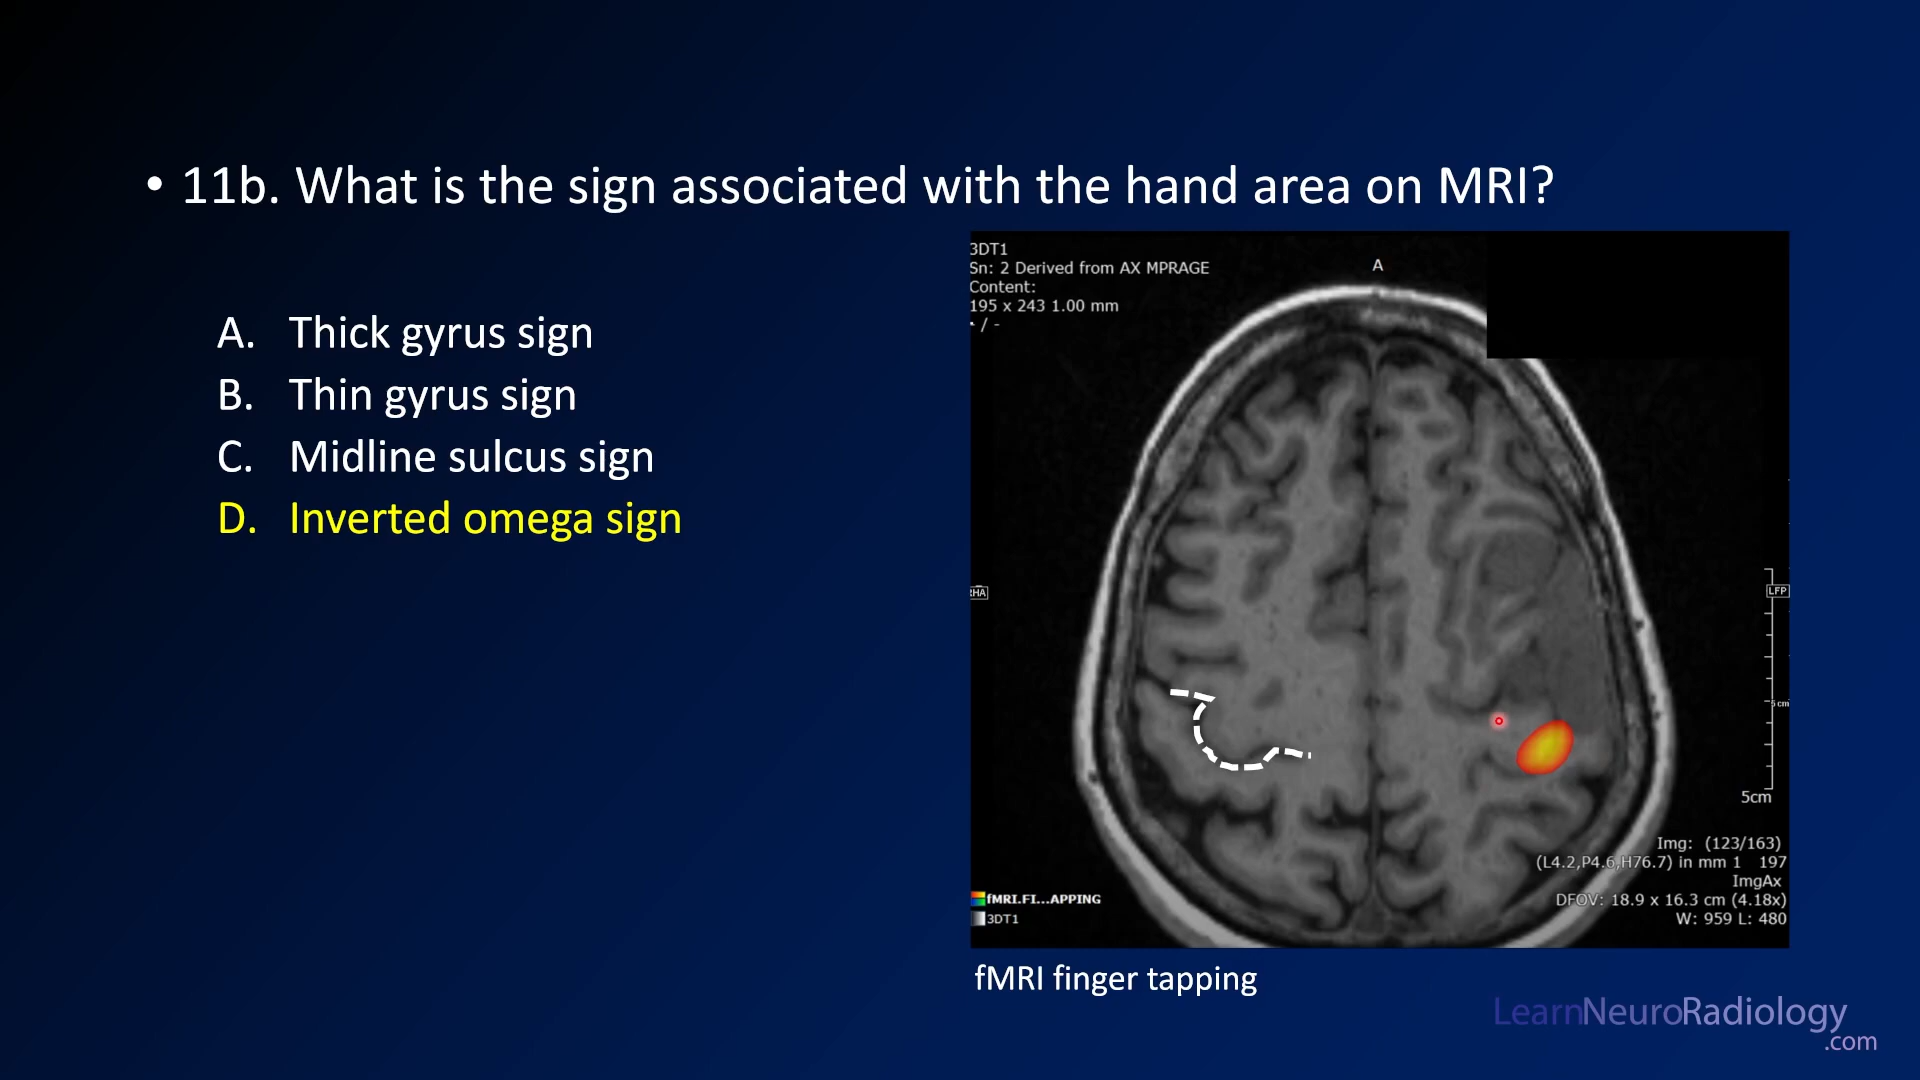 • 11b. What is the sign associated with the hand area on MRI?
A. Thick gyrus sign
B. Thin gyrus sign
C. Midline sulcus sign
D. Inverted omega sign
3DT1
Sn: 2 Derived from AX MPRAGE
Content:
195 x 243 1.00 mm
/ -
A
LFP
5 cm
5cm
Img: (123/163)
(L4.2,P4.6,H76.7) in mm 1 197
ImgAx
DFOV: 18.9 x 16.3 cm (4.18x)
W: 959 L: 480
fMRI.FI...APPING
3DT1
fMRI finger tapping
LearnNeuroRadiology
.com